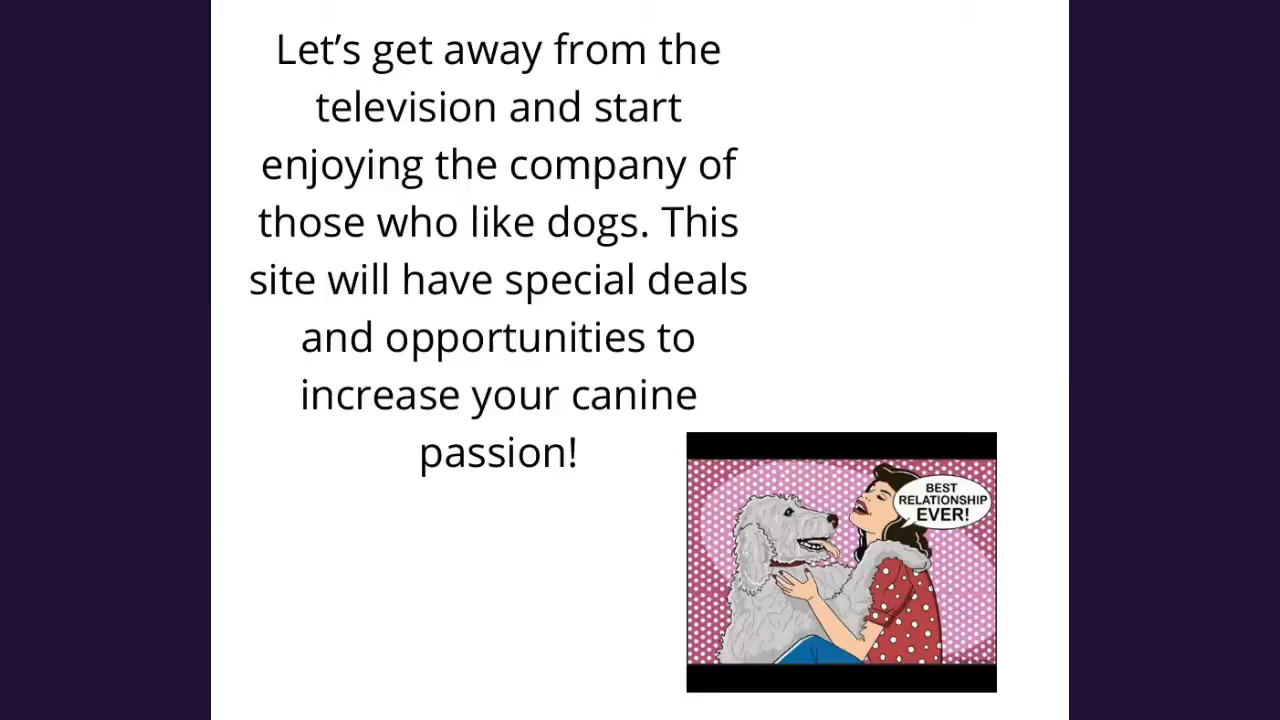 Let’s get away from the
television and start
enjoying the company of
those who like dogs. This
site will have special deals
and opportunities to
increase your canine
passion!
BEST
RELATIONSHIP
EVER!